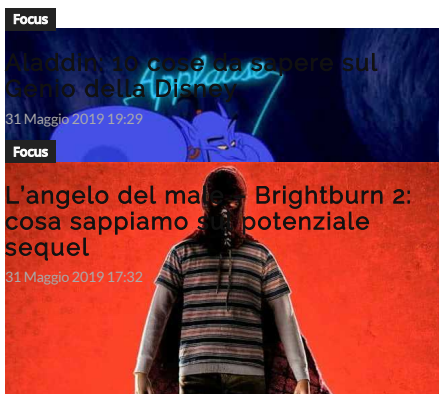 Focus
Aladdin: 10 cose da sapere sul
Genio della Disney
Applause
31 Maggio 2019 19:29
Focus
L'angelo del male - Brightburn 2:
cosa sappiamo sul potenziale
sequel
31 Maggio 2019 17:32